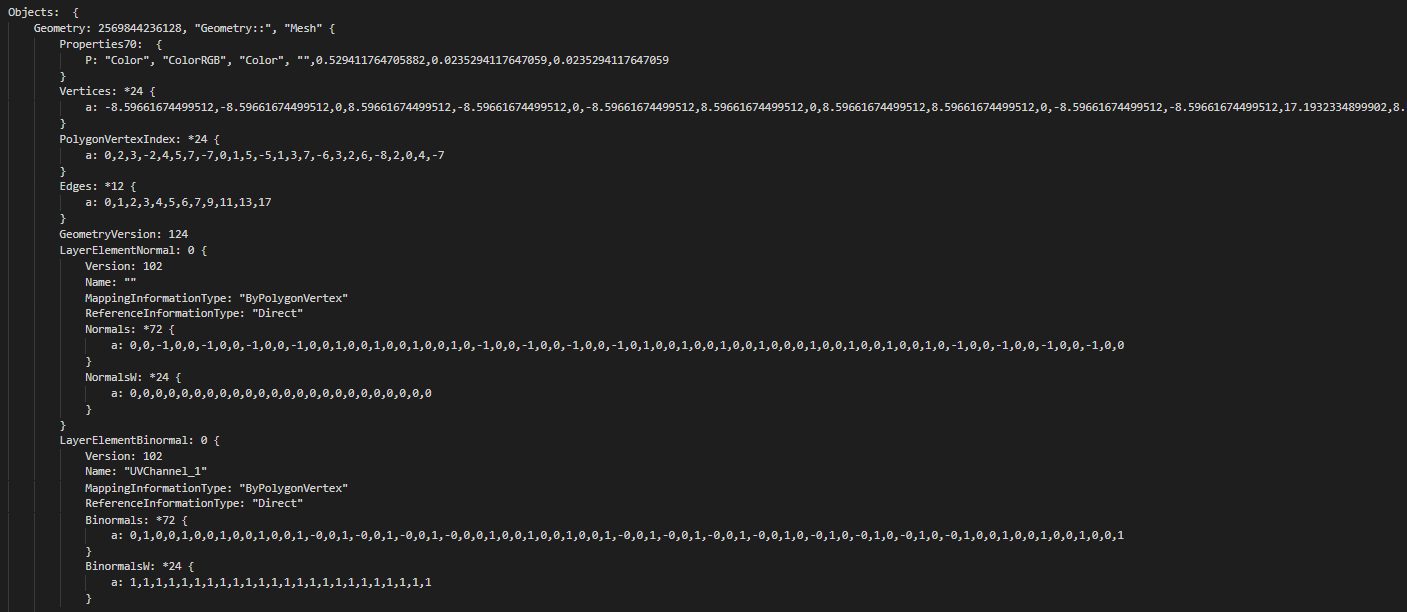 Objects:  {
Geometry: 2569844236128, "Geometry::", "Mesh" {
Properties70:  {
P: "Color", "ColorRGB", "Color", "",0.529411764705882,0.0235294117647059,0.0235294117647059
}
Vertices: *24 {
a: -8.59661674499512,-8.59661674499512,0,8.59661674499512,-8.59661674499512,0,-8.59661674499512,8.59661674499512,0,8.59661674499512,8.59661674499512,0,-8.59661674499512,-8.59661674499512,17.1932334899902,8.
}
PolygonVertexIndex: *24 {
a: 0,2,3,-2,4,5,7,-7,0,1,5,-5,1,3,7,-6,3,2,6,-8,2,0,4,-7
}
Edges: *12 {
a: 0,1,2,3,4,5,6,7,9,11,13,17
}
GeometryVersion: 124
LayerElementNormal: 0 {
Version: 102
Name: ""
MappingInformationType: "ByPolygonVertex"
ReferenceInformationType: "Direct"
Normals: *72 {
a: 0,0,-1,0,0,-1,0,0,-1,0,0,-1,0,0,1,0,0,1,0,0,1,0,0,1,0,-1,0,0,-1,0,0,-1,0,0,-1,0,1,0,0,1,0,0,1,0,0,1,0,0,0,1,0,0,1,0,0,1,0,0,1,0,-1,0,0,-1,0,0,-1,0,0,-1,0,0
}
NormalsW: *24 {
a: 0,0,0,0,0,0,0,0,0,0,0,0,0,0,0,0,0,0,0,0,0,0,0,0
}
}
LayerElementBinormal: 0 {
Version: 102
Name: "UVChannel_1"
MappingInformationType: "ByPolygonVertex"
ReferenceInformationType: "Direct"
Binormals: *72 {
a: 0,1,0,0,1,0,0,1,0,0,1,0,0,1,-0,0,1,-0,0,1,-0,0,1,-0,0,0,1,0,0,1,0,0,1,0,0,1,-0,0,1,-0,0,1,-0,0,1,-0,0,1,0,-0,1,0,-0,1,0,-0,1,0,-0,1,0,0,1,0,0,1,0,0,1,0,0,1
}
BinormalsW: *24 {
a: 1,1,1,1,1,1,1,1,1,1,1,1,1,1,1,1,1,1,1,1,1,1,1,1
}